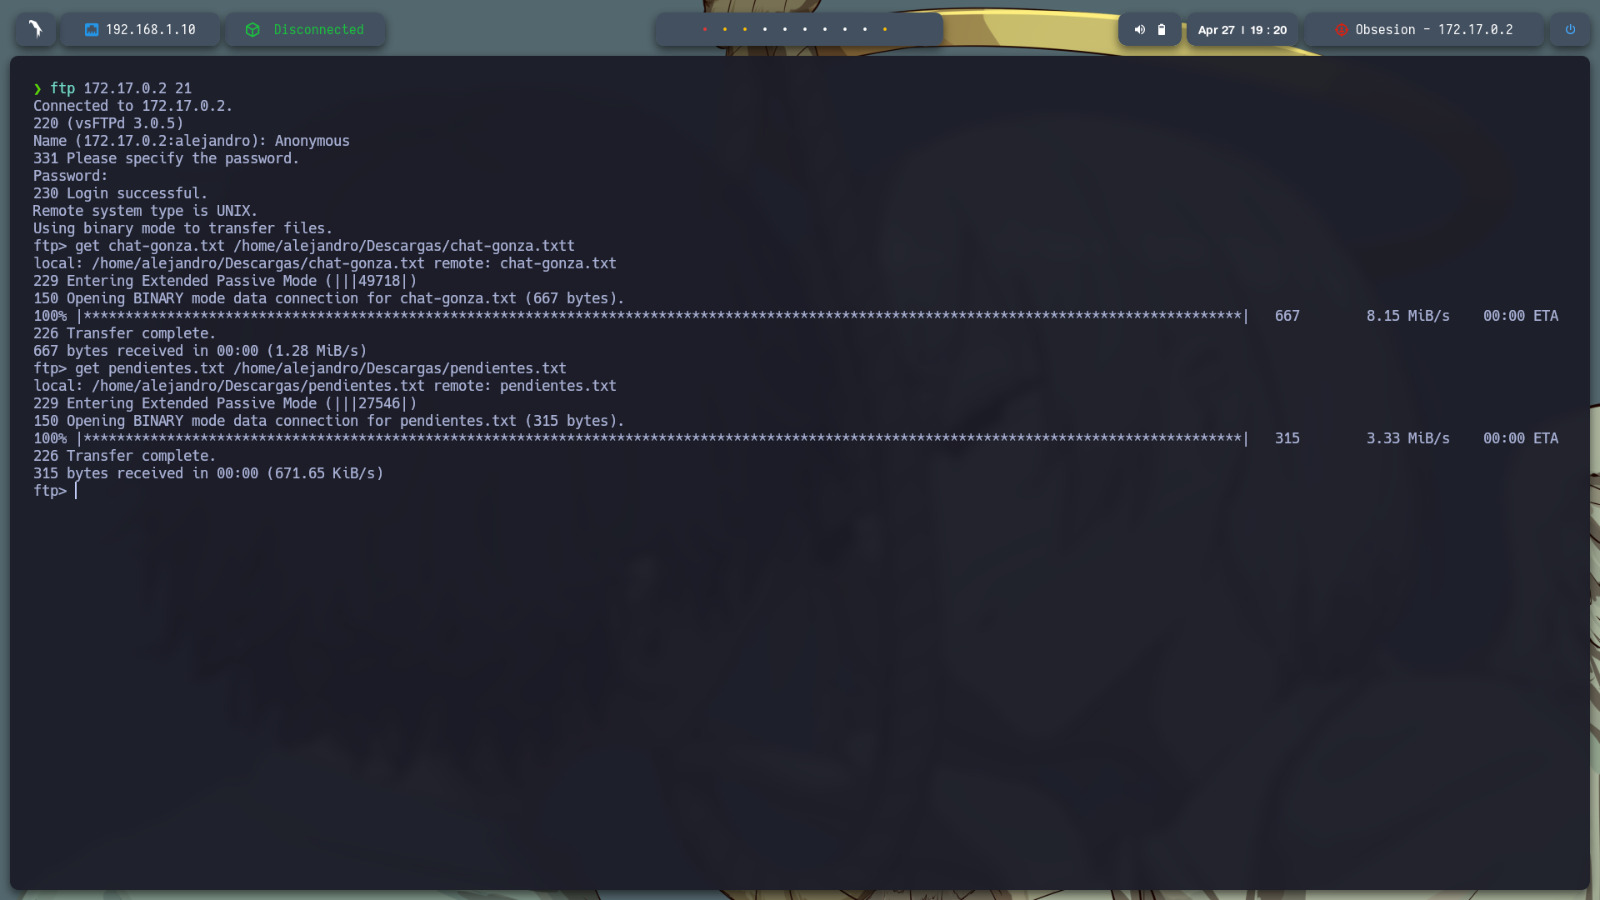 192.168.1.10
Disconnected
Apr 27 | 19 : 20
Obsesion - 172.17.0.2
❯ ftp 172.17.0.2 21
Connected to 172.17.0.2.
220 (vsFTPd 3.0.5)
Name (172.17.0.2:alejandro): Anonymous
331 Please specify the password.
Password:
230 Login successful.
Remote system type is UNIX.
Using binary mode to transfer files.
ftp> get chat-gonza.txt /home/alejandro/Descargas/chat-gonza.txtt
local: /home/alejandro/Descargas/chat-gonza.txt remote: chat-gonza.txt
229 Entering Extended Passive Mode (|||49718|)
150 Opening BINARY mode data connection for chat-gonza.txt (667 bytes).
100% |*******************************************************************************************************************************************| 667 8.15 MiB/s 00:00 ETA
226 Transfer complete.
667 bytes received in 00:00 (1.28 MiB/s)
ftp> get pendientes.txt /home/alejandro/Descargas/pendientes.txt
local: /home/alejandro/Descargas/pendientes.txt remote: pendientes.txt
229 Entering Extended Passive Mode (|||27546|)
150 Opening BINARY mode data connection for pendientes.txt (315 bytes).
100% |*******************************************************************************************************************************************| 315 3.33 MiB/s 00:00 ETA
226 Transfer complete.
315 bytes received in 00:00 (671.65 KiB/s)
ftp>